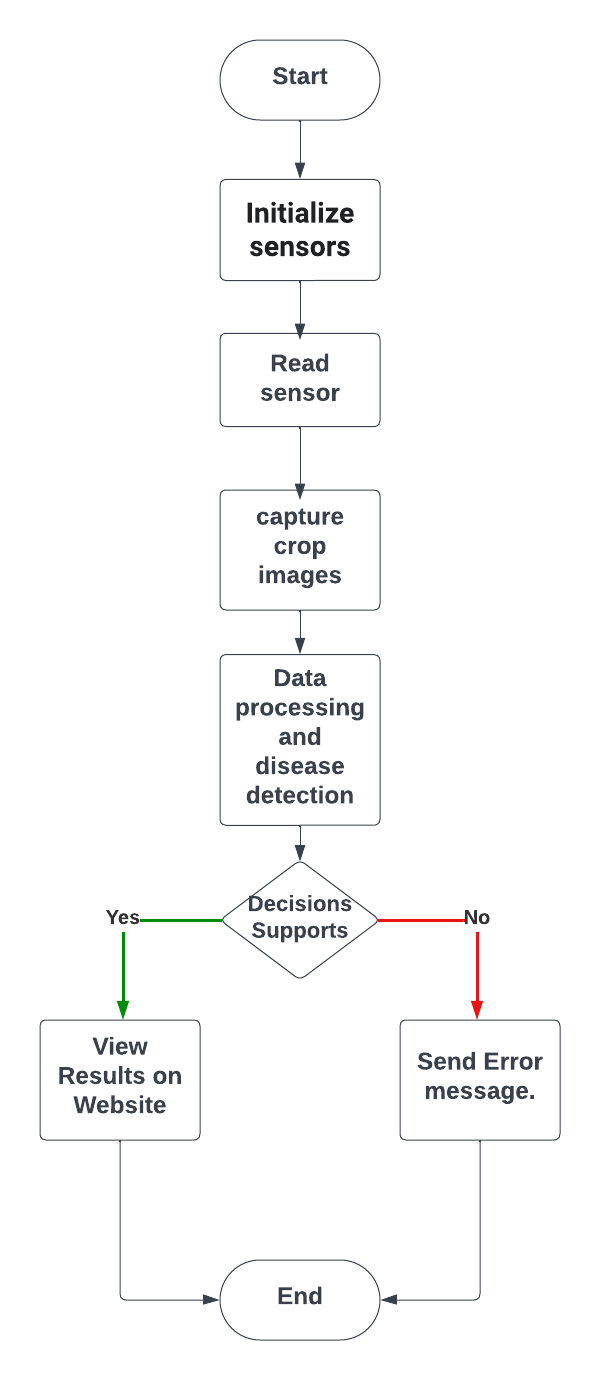 Start
Initialize
sensors
Read
sensor
capture
crop
images
Data
processing
and
disease
detection
Decisions
Supports
Yes
No
View
Results on
Website
Send Error
message.
End